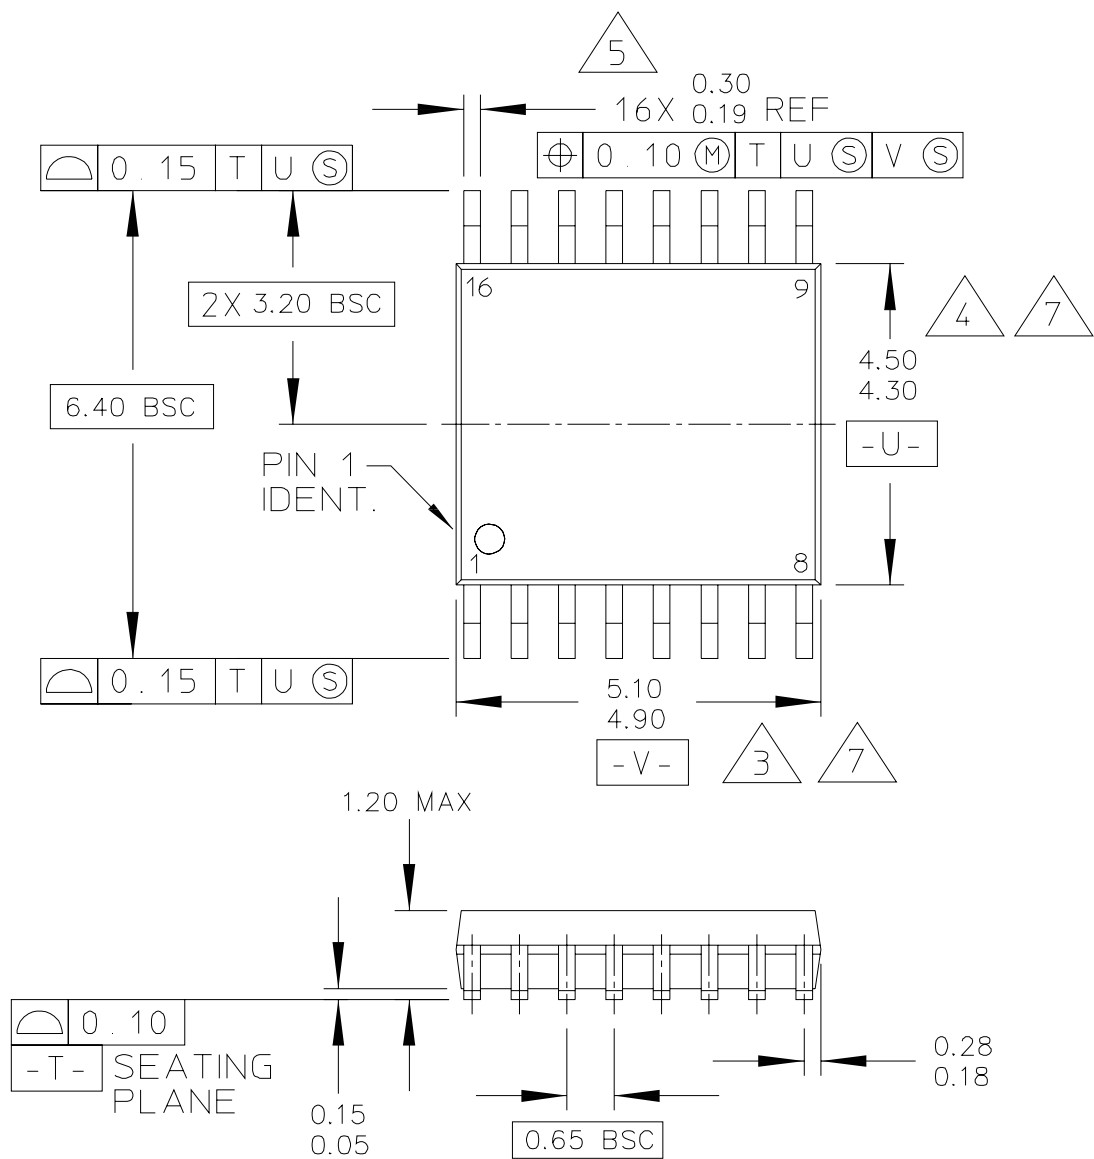 5
0.30
16X 0.19 REF
0.10 M T U S V S
0.15 T U S
16
9
2X 3.20 BSC
4
7
4.50
4.30
6.40 BSC
-U-
PIN 1
IDENT.
1
8
0.15 T U S
5.10
4.90
-V-
3
7
1.20 MAX
0.10
-T- SEATING
PLANE
0.28
0.18
0.15
0.05
0.65 BSC